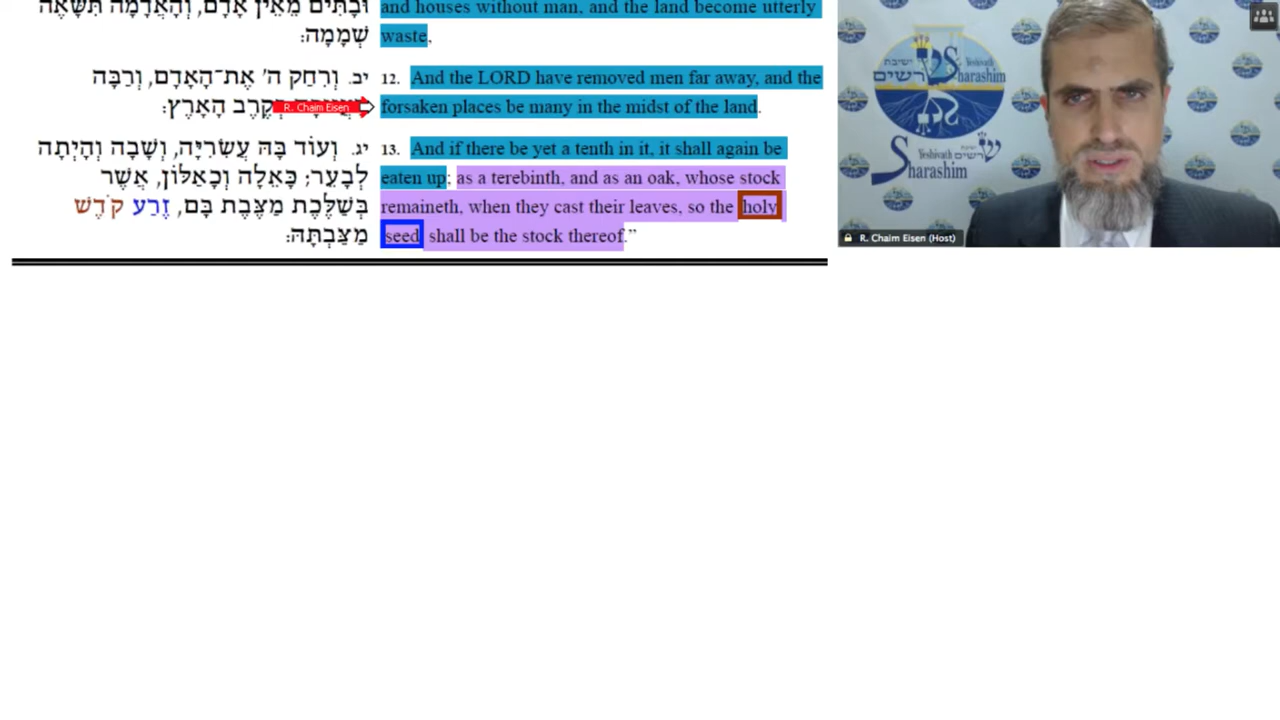 וּבָתִּים מֵאֵין אָדָם, וְהָאֲדָמָה תִּשָּׁאֶה
שְׁמָמָה:
and houses without man, and the land become utterly
waste,
יב. וְרִחַק ה' אֶת־הָאָדָם, וְרַבָּה
בְּקֶרֶב הָאָרֶץ:
R. Chaim Eisen
12. And the LORD have removed men far away, and the
forsaken places be many in the midst of the land.
יג. וְעוֹד בָּהּ עֲשִׂרִיָּה, וְשָׁבָה וְהָיְתָה
לְבָעֵר; כָּאֵלָה וְכָאַלּוֹן, אֲשֶׁר
בְּשַׁלֶּכֶת מַצֶּבֶת בָּם, זֶרַע קֹדֶשׁ
מַצַּבְתָּהּ:
13. And if there be yet a tenth in it, it shall again be
eaten up; as a terebinth, and as an oak, whose stock
remaineth, when they cast their leaves, so the holy
seed shall be the stock thereof.”
ישיבת
שרשים
Sharashim
Yeshivath ישיבת
שרשים
Sharashim
R. Chaim Eisen (Host)